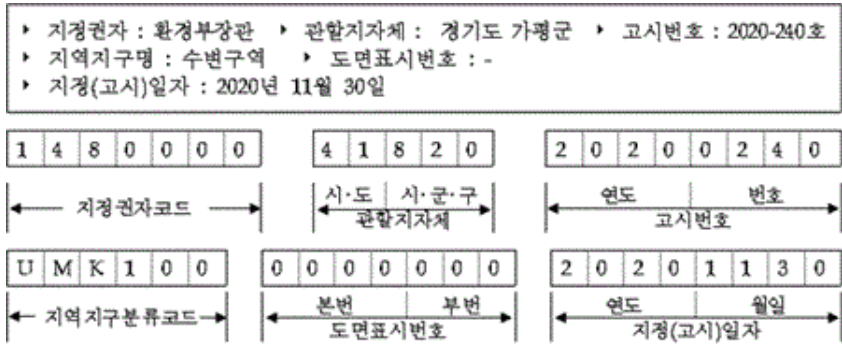 ▸ 지정권자 : 환경부장관 ▸ 관할지자체 : 경기도 가평군 ▸ 고시번호 : 2020-240호
▸ 지역지구명 : 수변구역 ▸ 도면표시번호 : -
▸ 지정(고시)일자 : 2020년 11월 30일
1 4 8 0 0 0 0 4 1 8 2 0 2 0 2 0 0 2 4 0
지정권자코드 시·도 시·군·구 연도 번호
관할지자체 고시번호
U M K 1 0 0 0 0 0 0 0 0 0 2 0 2 0 1 1 3 0
지역지구분류코드 본번 부번 연도 월일
도면표시번호 지정(고시)일자